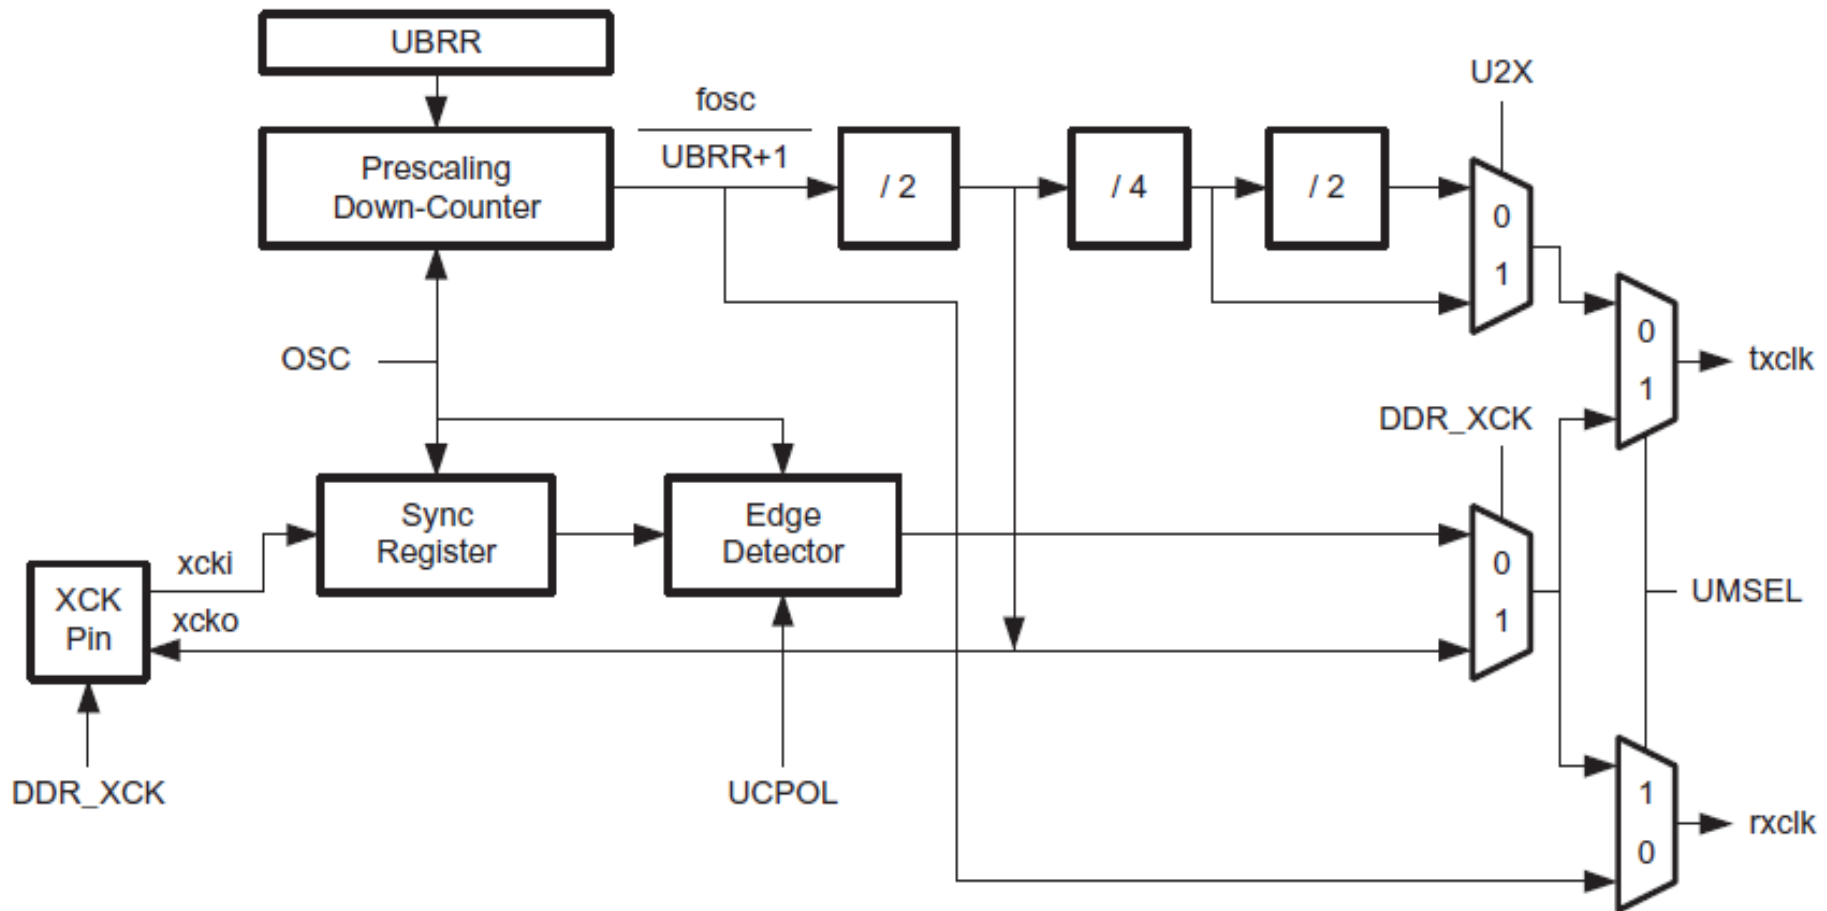 UBRR
U2X
fosc
UBRR+1
Prescaling
Down-Counter
/ 2
/ 4
/ 2
0
1
OSC
0
1
txclk
DDR_XCK
Sync
Register
Edge
Detector
xcki
xcko
XCK
Pin
0
1
UMSEL
DDR_XCK
UCPOL
1
0
rxclk